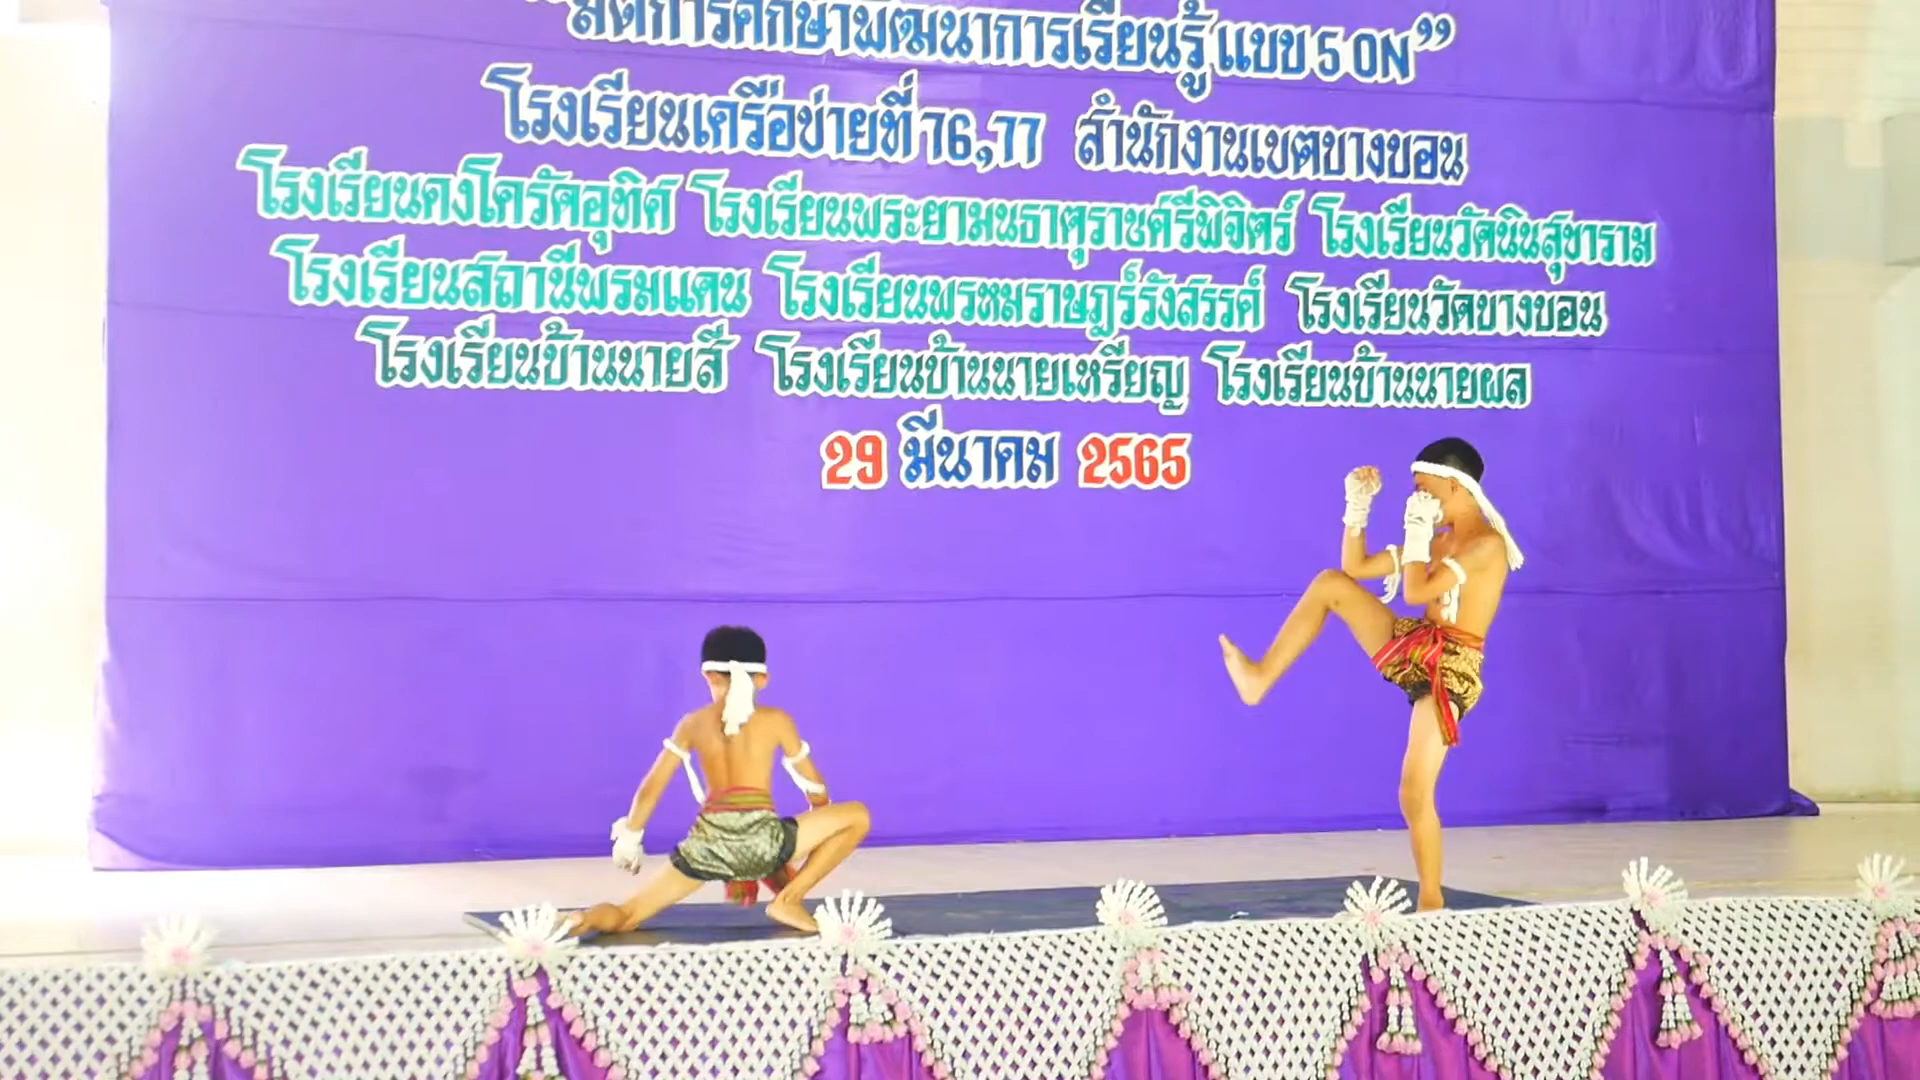 “มิติการศึกษาพัฒนาการเรียนรู้ แบบ 5 ON”
โรงเรียนเครือข่ายที่ 76,77 สำนักงานเขตบางบอน
โรงเรียนคงโครัดอุทิศ โรงเรียนพระยามนธาตุราชศรีพิจิตร์ โรงเรียนวัดนินสุขาราม
โรงเรียนสถานีพรมแดน โรงเรียนพรหมราษฎร์รังสรรค์ โรงเรียนวัดบางบอน
โรงเรียนบ้านนายสี โรงเรียนบ้านนายเหรียญ โรงเรียนบ้านนายผล
29 มีนาคม 2565